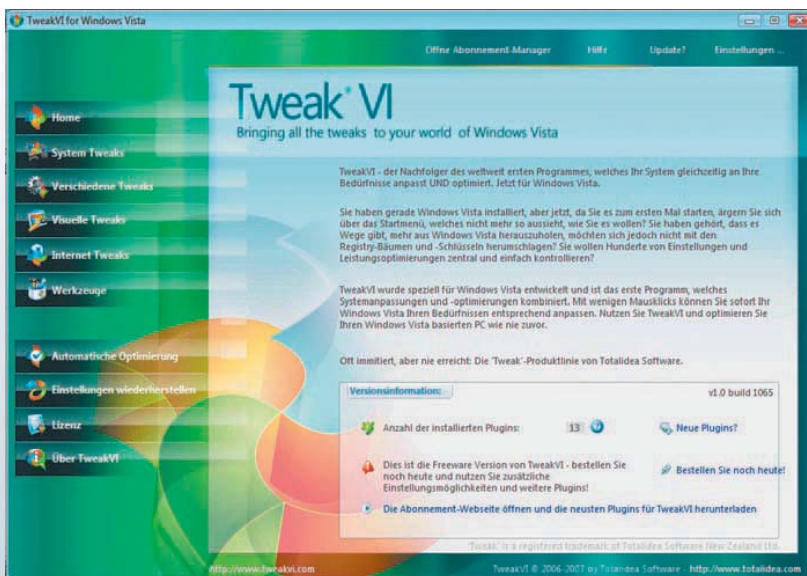 TweakVI for Windows Vista
Öffne Abonnement-Manager Hilfe Update? Einstellungen ...
Home
System Tweaks
Verschiedene Tweaks
Visuelle Tweaks
Internet Tweaks
Werkzeuge
Automatische Optimierung
Einstellungen wiederherstellen
Lizenz
Über TweakVI
Tweak' VI
Bringing all the tweaks to your world of Windows Vista
TweakVI - der Nachfolger des weltweit ersten Programmes, welches Ihr System gleichzeitig an Ihre
Bedürfnisse anpasst UND optimiert. Jetzt für Windows Vista.
Sie haben gerade Windows Vista installiert, aber jetzt, da Sie es zum ersten Mal starten, ärgern Sie sich
über das Startmenü, welches nicht mehr so aussieht, wie Sie es wollen? Sie haben gehört, dass es
Wege gibt, mehr aus Windows Vista herauszuholen, möchten sich jedoch nicht mit den
Registry-Bäumen und -Schlüsseln herumschlagen? Sie wollen Hunderte von Einstellungen und
Leistungsoptimierungen zentral und einfach kontrollieren?
TweakVI wurde speziell für Windows Vista entwickelt und ist das erste Programm, welches
Systemanpassungen und -optimierungen kombiniert. Mit wenigen Mausklicks können Sie sofort Ihr
Windows Vista Ihren Bedürfnissen entsprechend anpassen. Nutzen Sie TweakVI und optimieren Sie
Ihren Windows Vista basierten PC wie nie zuvor.
Oft immitiert, aber nie erreicht: Die 'Tweak'-Produktlinie von Totalidea Software.
Versionsinformation: v1.0 build 1065
Anzahl der installierten Plugins: 13 Neue Plugins?
Dies ist die Freeware Version von TweakVI - bestellen Sie
noch heute und nutzen Sie zusätzliche
Einstellungsmöglichkeiten und weitere Plugins!
Bestellen Sie noch heute!
Die Abonnement-Webseite öffnen und die neusten Plugins für TweakVI herunterladen
'Tweak' is a registered trademark of Totalidea Software New Zealand Ltd.
http://www.tweakvi.com TweakVI © 2006-2007 by Totalidea Software - http://www.totalidea.com